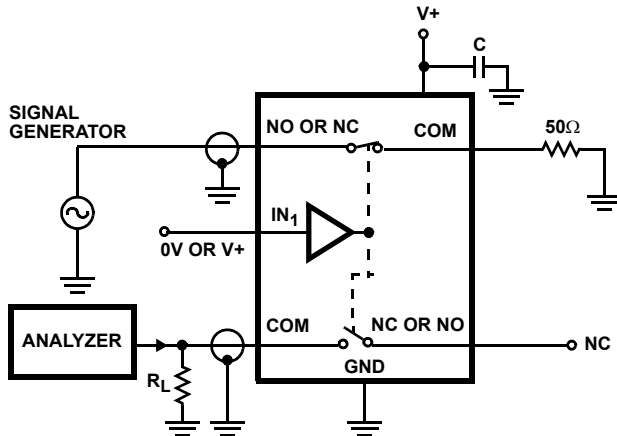 V+
C
SIGNAL
GENERATOR
NO OR NC
COM
50Ω
IN1
0V OR V+
ANALYZER
COM
NC OR NO
NC
RL
GND